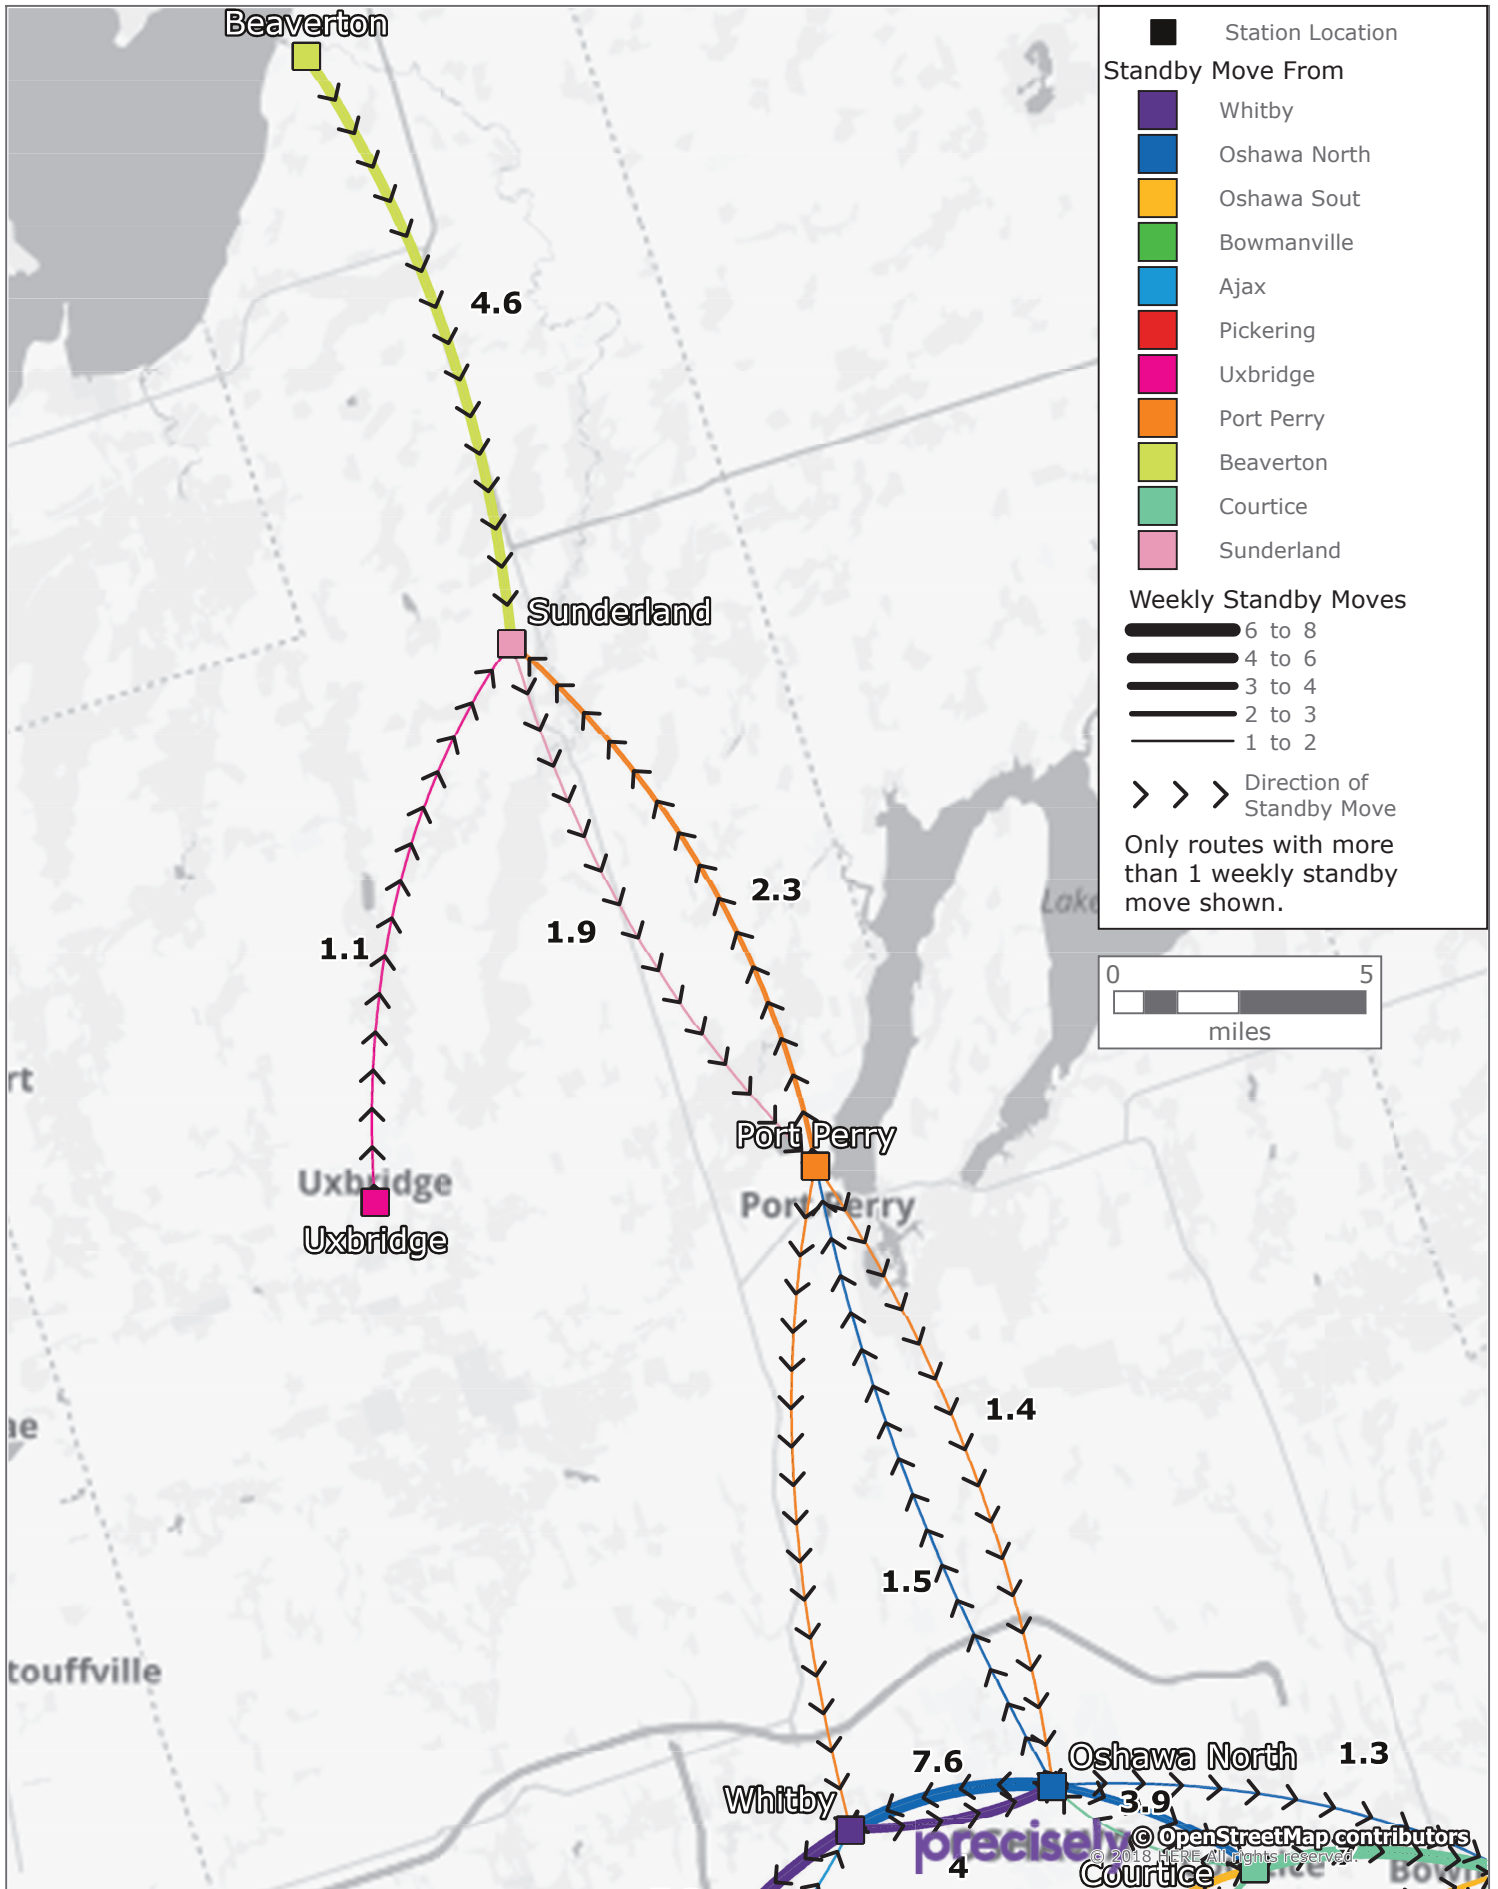 Beaverton
Station Location
Standby Move From
Whitby
Oshawa North
Oshawa Sout
Bowmanville
Ajax
Pickering
Uxbridge
Port Perry
Beaverton
Courtice
Sunderland
Weekly Standby Moves
6 to 8
4 to 6
3 to 4
2 to 3
1 to 2
Direction of
Standby Move
Only routes with more
than 1 weekly standby
move shown.
4.6
Sunderland
2.3
Lake
1.9
1.1
0 5
miles
rt
Port Perry
Uxbridge
Port Perry
Uxbridge
1.4
ae
1.5
touffville
7.6
Oshawa North
1.3
Whitby
3.9
precisely
© OpenStreetMap contributors
© 2018 HERE All rights reserved.
4
Courtice
Bown